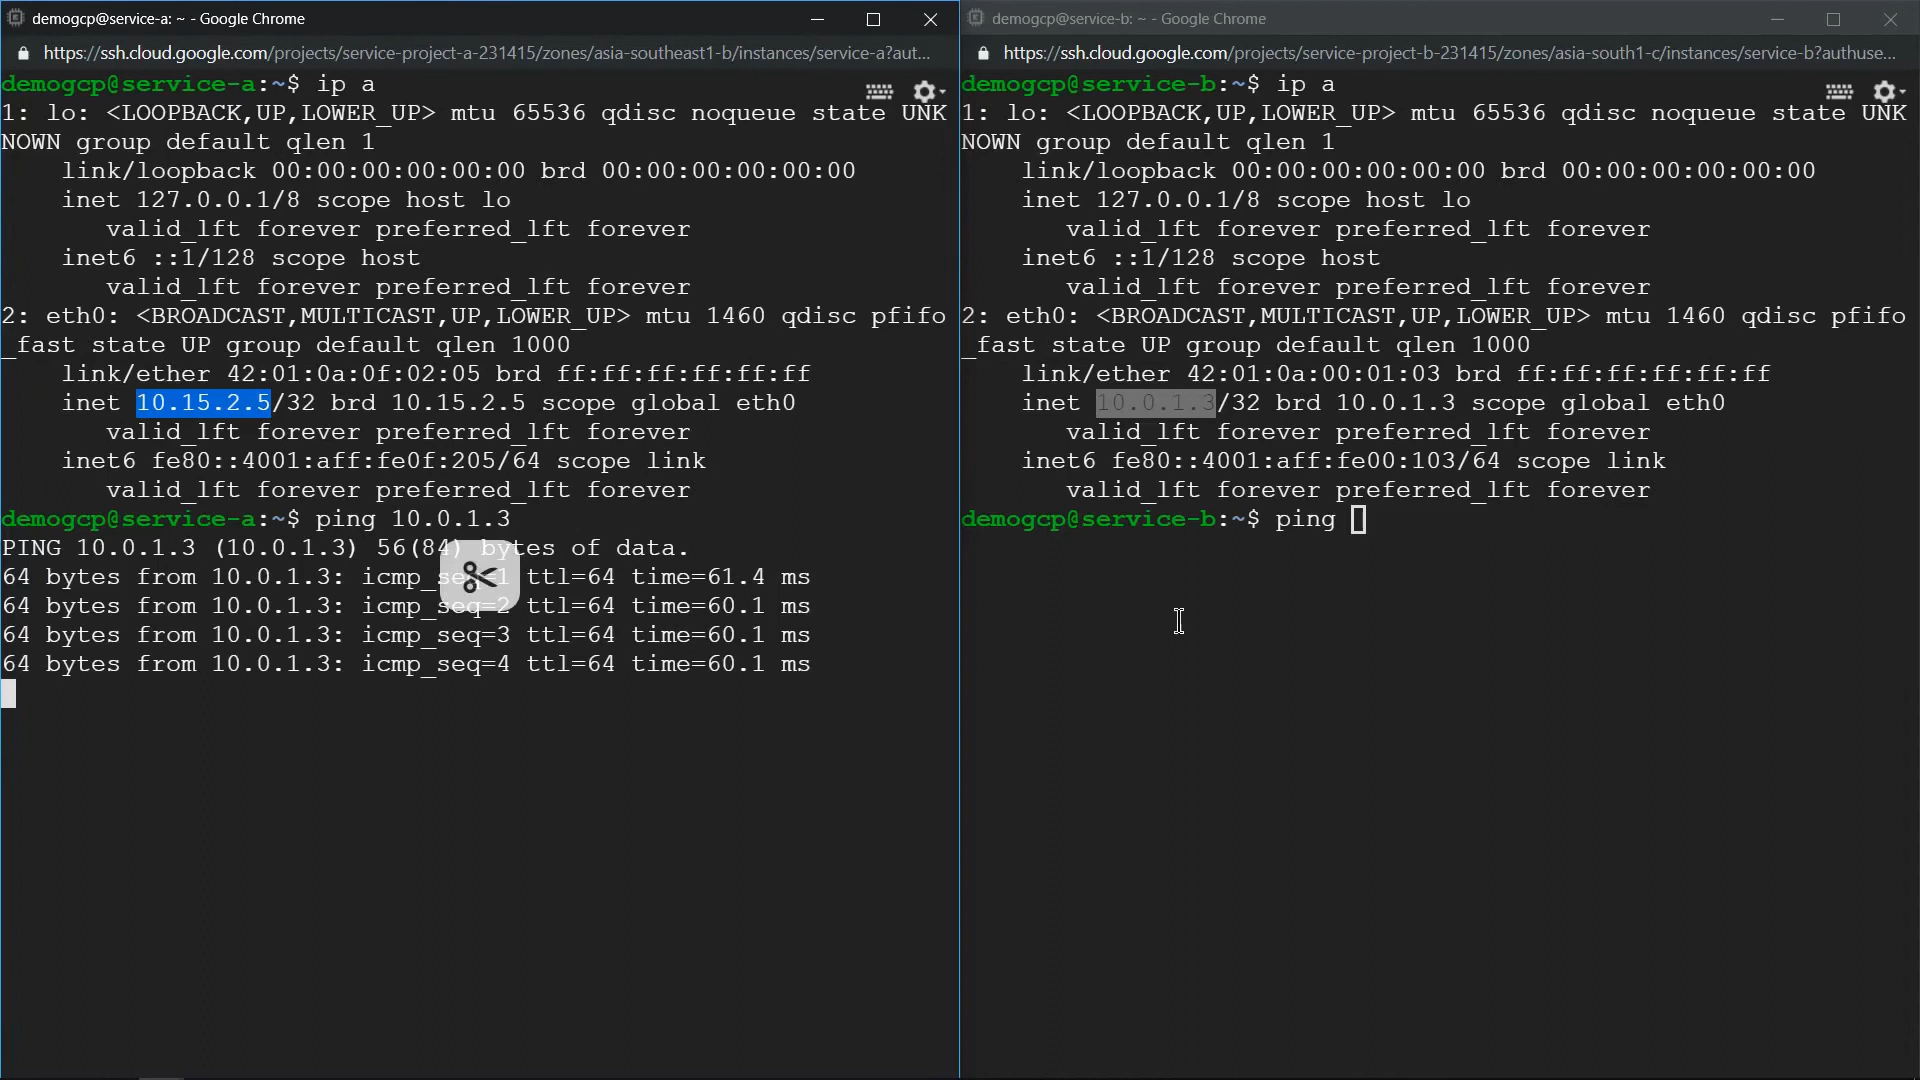 demogcp@service-a: ~ - Google Chrome
https://ssh.cloud.google.com/projects/service-project-a-231415/zones/asia-southeast1-b/instances/service-a?aut...
demogcp@service-a:~$ ip a
1: lo: <LOOPBACK,UP,LOWER_UP> mtu 65536 qdisc noqueue state UNK
NOWN group default qlen 1
link/loopback 00:00:00:00:00:00 brd 00:00:00:00:00:00
inet 127.0.0.1/8 scope host lo
valid_lft forever preferred_lft forever
inet6 ::1/128 scope host
valid_lft forever preferred_lft forever
2: eth0: <BROADCAST,MULTICAST,UP,LOWER_UP> mtu 1460 qdisc pfifo
_fast state UP group default qlen 1000
link/ether 42:01:0a:0f:02:05 brd ff:ff:ff:ff:ff:ff
inet 10.15.2.5/32 brd 10.15.2.5 scope global eth0
valid_lft forever preferred_lft forever
inet6 fe80::4001:aff:fe0f:205/64 scope link
valid_lft forever preferred_lft forever
demogcp@service-a:~$ ping 10.0.1.3
PING 10.0.1.3 (10.0.1.3) 56(84) bytes of data.
64 bytes from 10.0.1.3: icmp_seq=1 ttl=64 time=61.4 ms
64 bytes from 10.0.1.3: icmp_seq=2 ttl=64 time=60.1 ms
64 bytes from 10.0.1.3: icmp_seq=3 ttl=64 time=60.1 ms
64 bytes from 10.0.1.3: icmp_seq=4 ttl=64 time=60.1 ms
demogcp@service-b: ~ - Google Chrome
https://ssh.cloud.google.com/projects/service-project-b-231415/zones/asia-south1-c/instances/service-b?authuse...
demogcp@service-b:~$ ip a
1: lo: <LOOPBACK,UP,LOWER_UP> mtu 65536 qdisc noqueue state UNK
NOWN group default qlen 1
link/loopback 00:00:00:00:00:00 brd 00:00:00:00:00:00
inet 127.0.0.1/8 scope host lo
valid_lft forever preferred_lft forever
inet6 ::1/128 scope host
valid_lft forever preferred_lft forever
2: eth0: <BROADCAST,MULTICAST,UP,LOWER_UP> mtu 1460 qdisc pfifo
_fast state UP group default qlen 1000
link/ether 42:01:0a:00:01:03 brd ff:ff:ff:ff:ff:ff
inet 10.0.1.3/32 brd 10.0.1.3 scope global eth0
valid_lft forever preferred_lft forever
inet6 fe80::4001:aff:fe00:103/64 scope link
valid_lft forever preferred_lft forever
demogcp@service-b:~$ ping